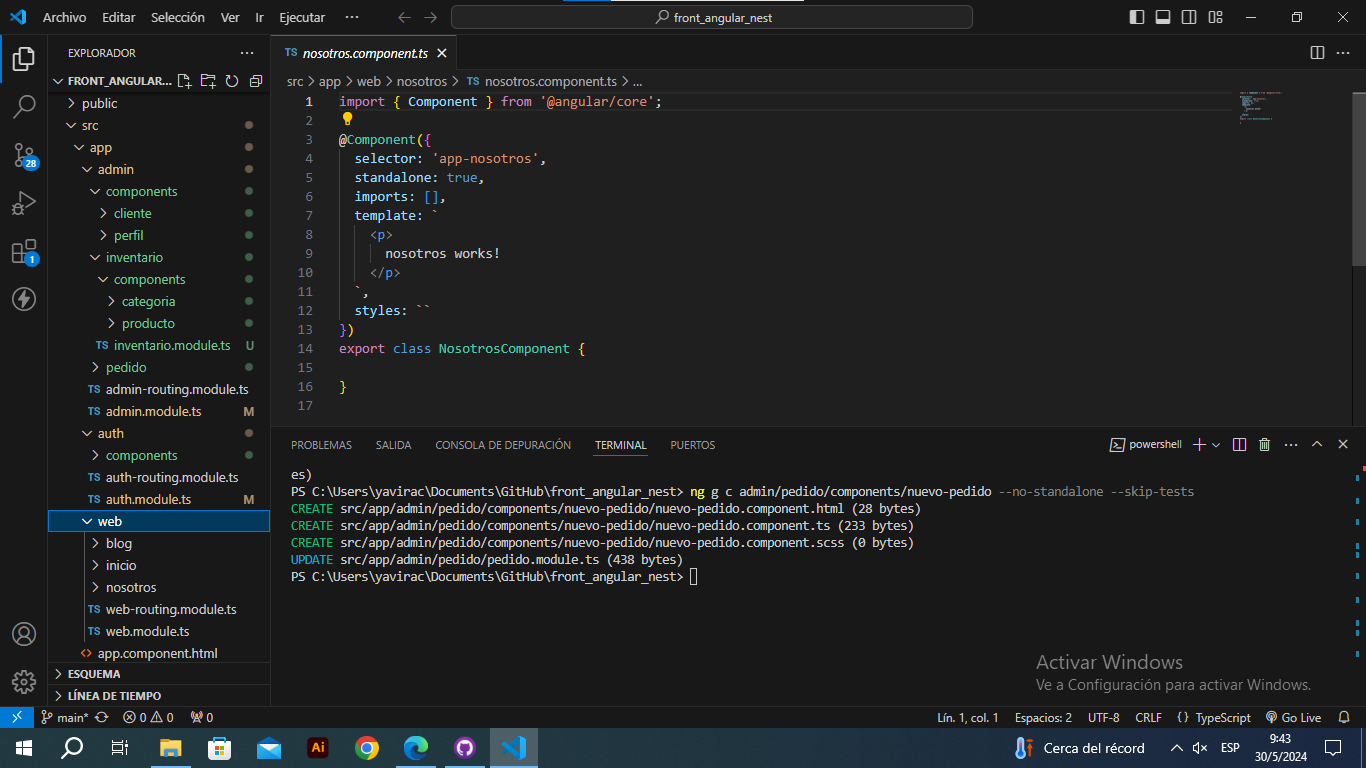 Archivo Editar Selección Ver Ir Ejecutar ··· front_angular_nest
EXPLORADOR ···
FRONT_ANGULAR...
public
src
app
admin
components
cliente
perfil
inventario
components
categoria
producto
TS inventario.module.ts U
pedido
TS admin-routing.module.ts
TS admin.module.ts M
auth
components
TS auth-routing.module.ts
TS auth.module.ts M
web
blog
inicio
nosotros
TS web-routing.module.ts
TS web.module.ts
<> app.component.html
ESQUEMA
LÍNEA DE TIEMPO
28
1
TS nosotros.component.ts
src > app > web > nosotros > TS nosotros.component.ts > ...
1 import { Component } from '@angular/core';
2
3 @Component({
4 selector: 'app-nosotros',
5 standalone: true,
6 imports: [],
7 template: `
8 <p>
9 nosotros works!
10 </p>
11 `,
12 styles: ``
13 })
14 export class NosotrosComponent {
15
16 }
17
PROBLEMAS SALIDA CONSOLA DE DEPURACIÓN TERMINAL PUERTOS powershell
es)
PS C:\Users\yavirac\Documents\GitHub\front_angular_nest> ng g c admin/pedido/components/nuevo-pedido --no-standalone --skip-tests
CREATE src/app/admin/pedido/components/nuevo-pedido/nuevo-pedido.component.html (28 bytes)
CREATE src/app/admin/pedido/components/nuevo-pedido/nuevo-pedido.component.ts (233 bytes)
CREATE src/app/admin/pedido/components/nuevo-pedido/nuevo-pedido.component.scss (0 bytes)
UPDATE src/app/admin/pedido/pedido.module.ts (438 bytes)
PS C:\Users\yavirac\Documents\GitHub\front_angular_nest>
Activar Windows
Ve a Configuración para activar Windows.
main* 0 0 0 Lín. 1, col. 1 Espacios: 2 UTF-8 CRLF {} TypeScript Go Live
Ai Cerca del récord ESP 9:43
30/5/2024